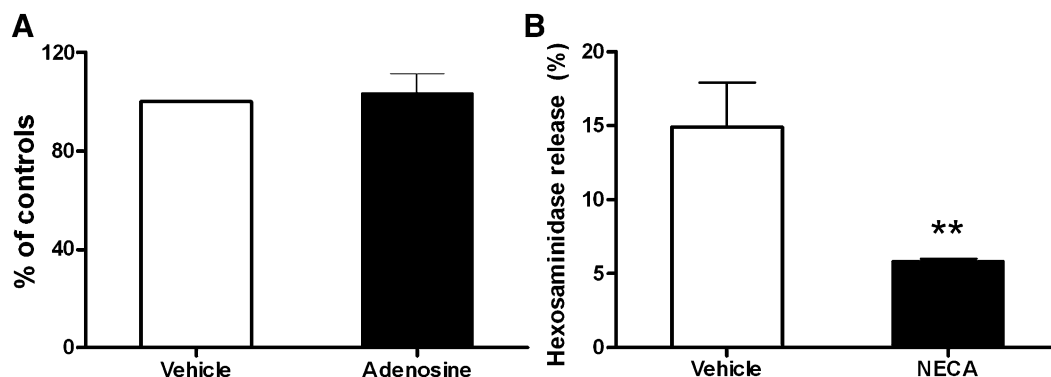 A
% of controls
120
80
40
0
Vehicle
Adenosine
B
Hexosaminidase release (%)
20
15
10
5
0
**
Vehicle
NECA